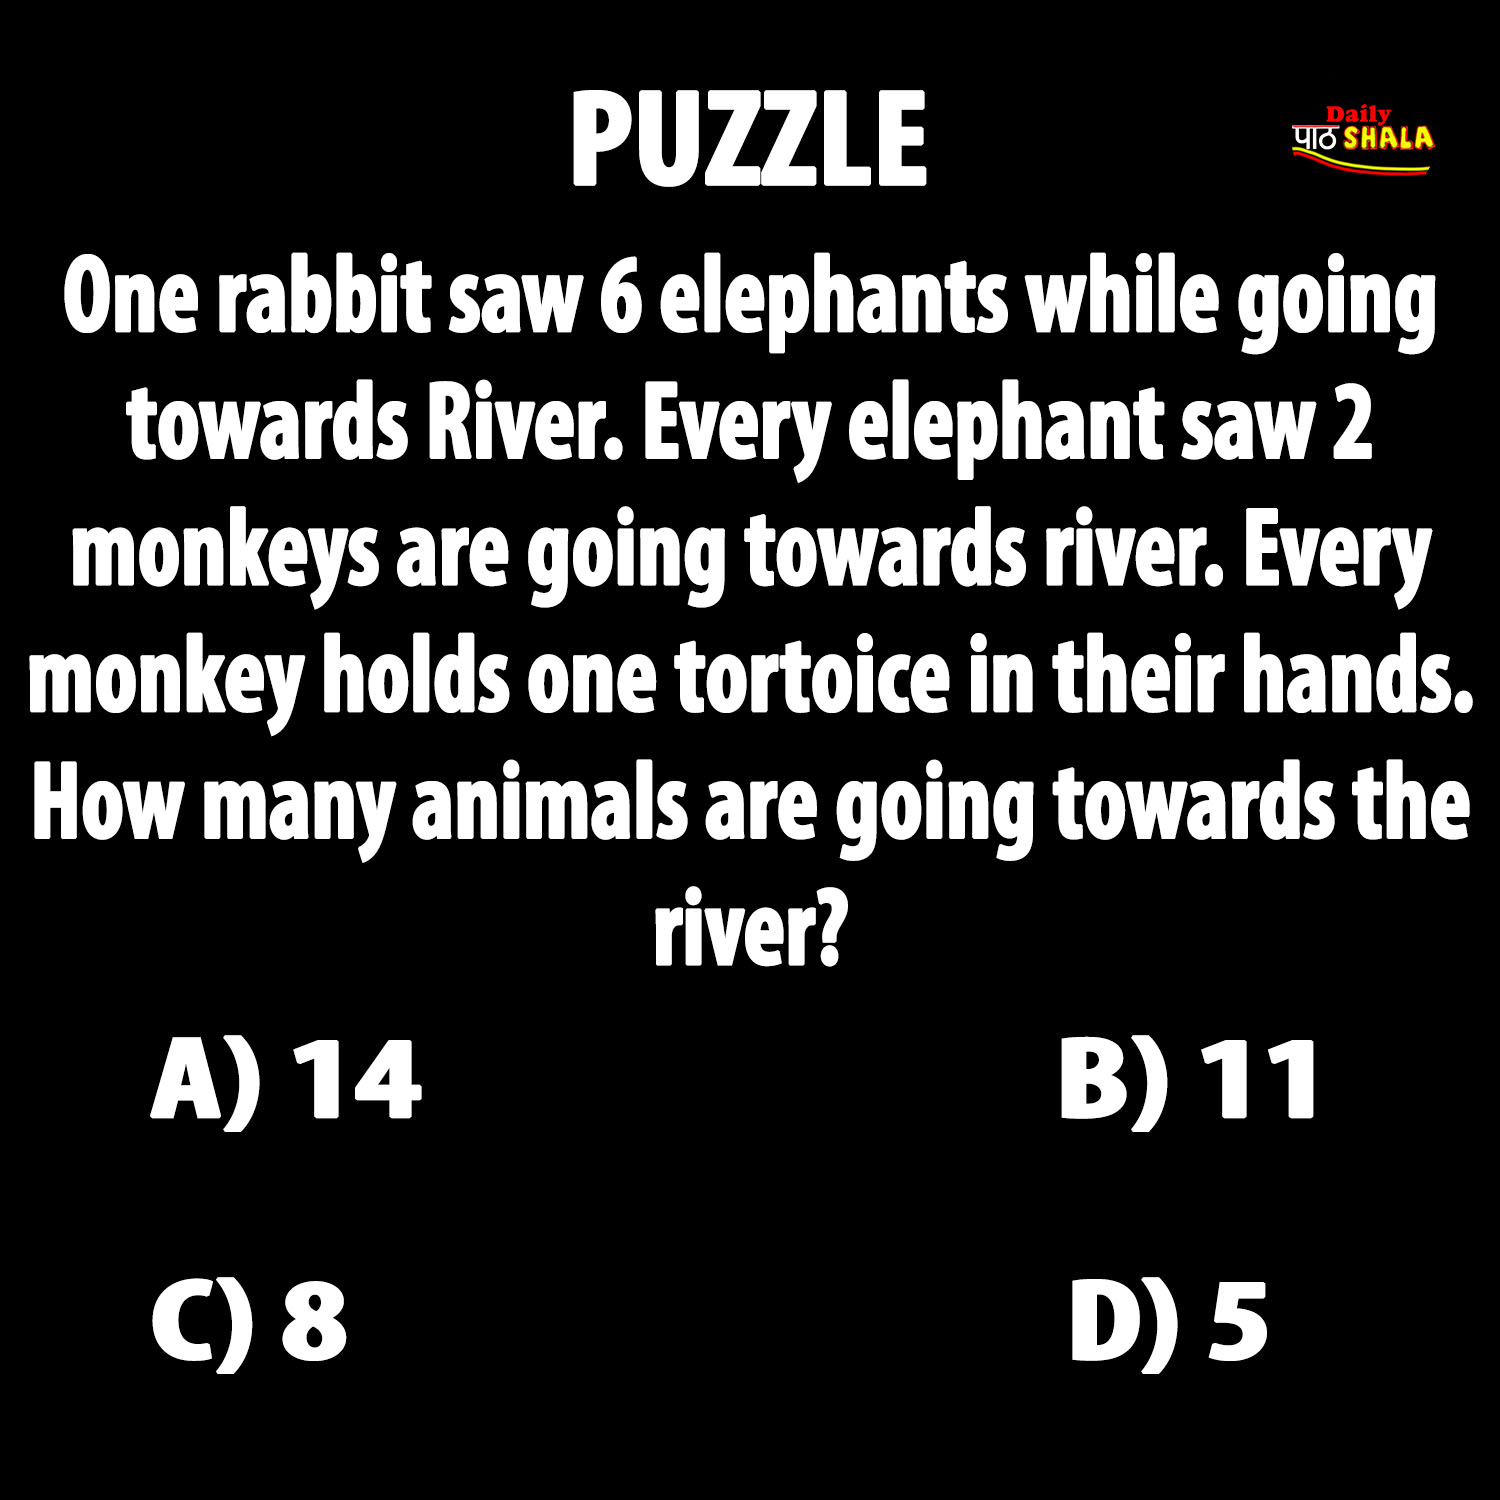 PUZZLE
Daily
पाठ SHALA
One rabbit saw 6 elephants while going
towards River. Every elephant saw 2
monkeys are going towards river. Every
monkey holds one tortoice in their hands.
How many animals are going towards the
river?
A) 14
B) 11
C) 8
D) 5